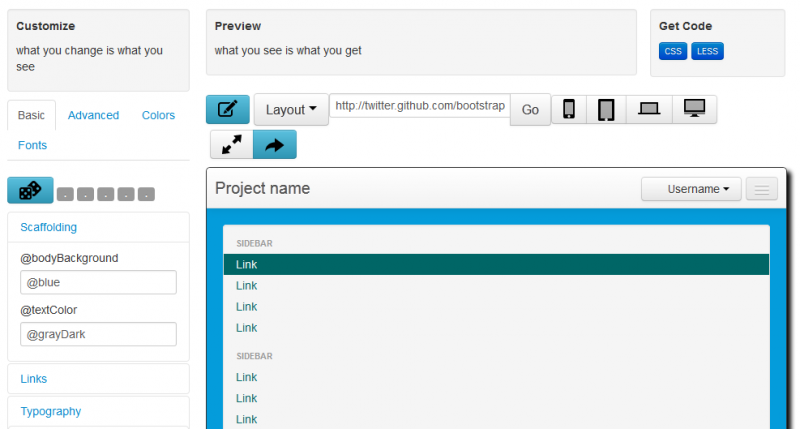 Customize
what you change is what you
see
Preview
what you see is what you get
Get Code
CSS LESS
Basic Advanced Colors
Fonts
Layout http://twitter.github.com/bootstrap Go
. . . . .
Scaffolding
@bodyBackground
@blue
@textColor
@grayDark
Links
Typography
Project name Username
SIDEBAR
Link
Link
Link
Link
SIDEBAR
Link
Link
Link